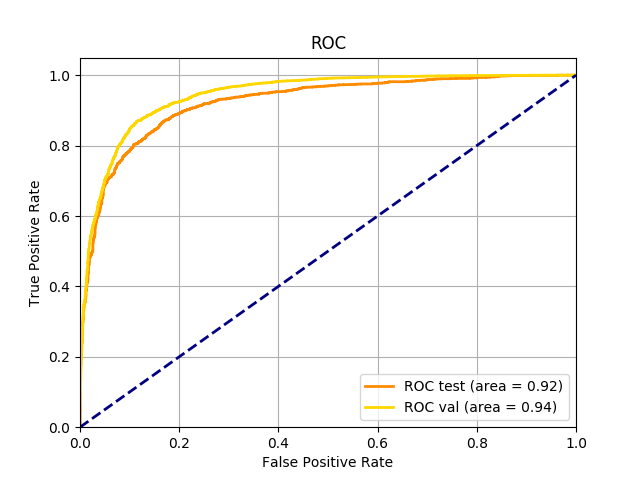 ROC
True Positive Rate
1.0
0.8
0.6
0.4
0.2
0.0
0.0 0.2 0.4 0.6 0.8 1.0
False Positive Rate
ROC test (area = 0.92)
ROC val (area = 0.94)